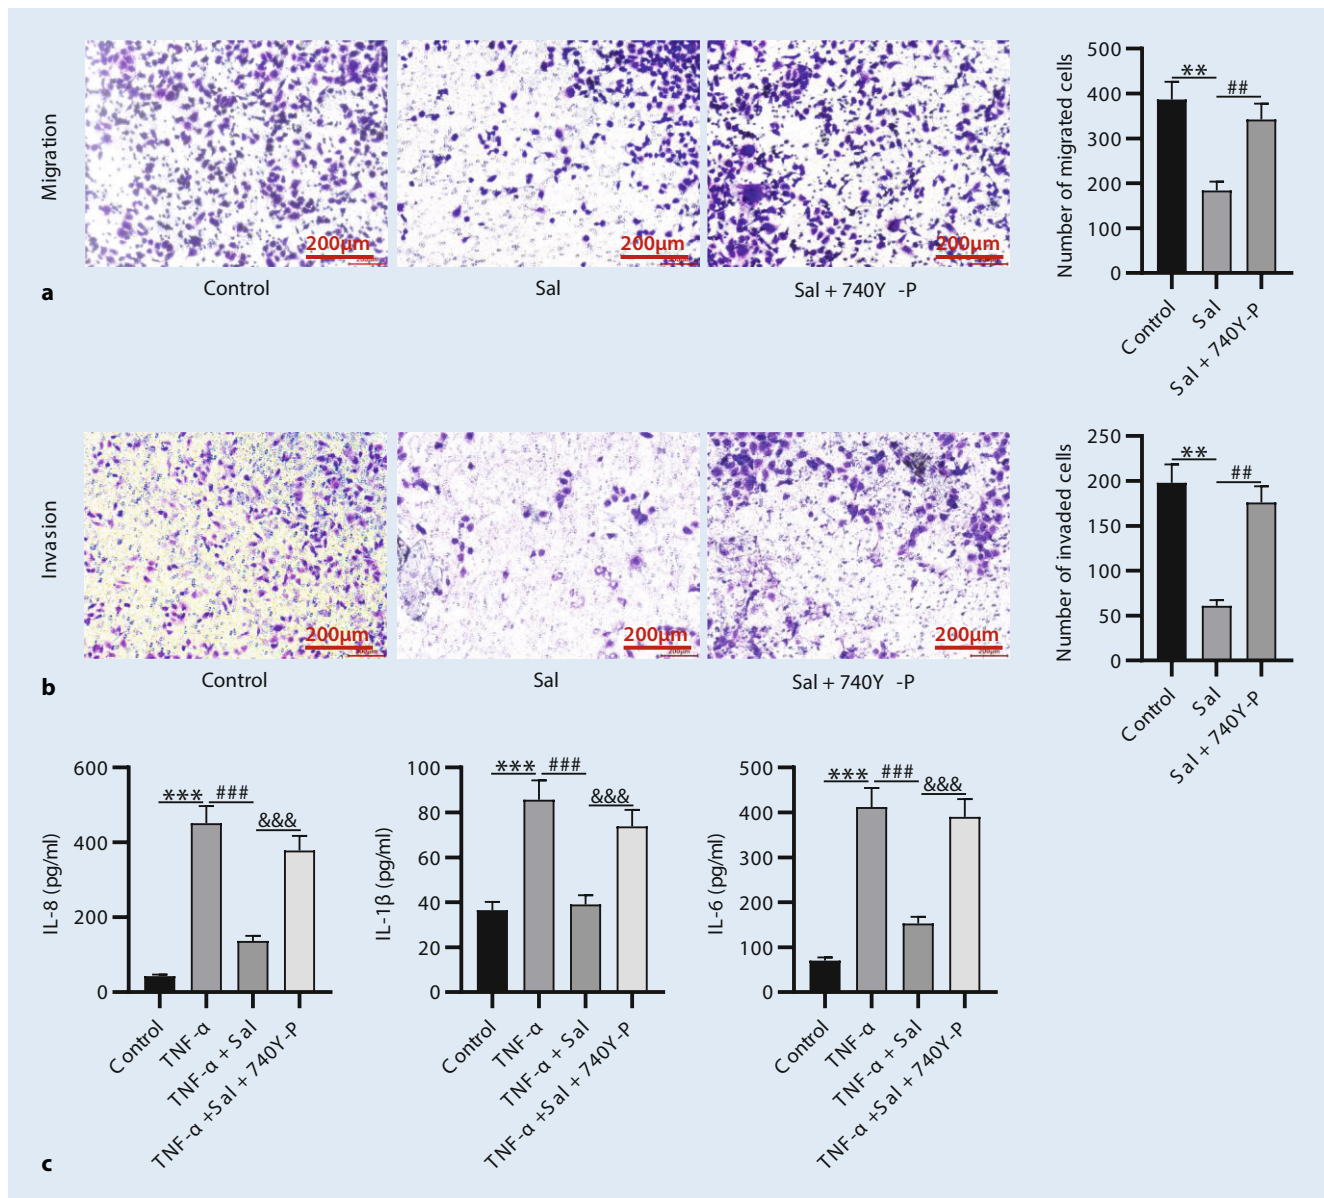 Migration
200μm
200μm
200μm
Control
Sal
Sal + 740Y -P
a
Number of migrated cells
500
400
300
200
100
0
**
##
Control
Sal
Sal + 740Y-P
Invasion
200μm
200μm
200μm
200μm
200μm
200μm
Control
Sal
Sal + 740Y -P
b
Number of invaded cells
250
200
150
100
50
0
**
##
Control
Sal
Sal + 740Y-P
IL-8 (pg/ml)
600
400
200
0
***
###
&&&
Control
TNF-α
TNF-α + Sal
TNF-α +Sal + 740Y-P
IL-1β (pg/ml)
100
80
60
40
20
0
***
###
&&&
Control
TNF-α
TNF-α + Sal
TNF-α +Sal + 740Y-P
IL-6 (pg/ml)
500
400
300
200
100
0
***
###
&&&
Control
TNF-α
TNF-α + Sal
TNF-α +Sal + 740Y-P
c